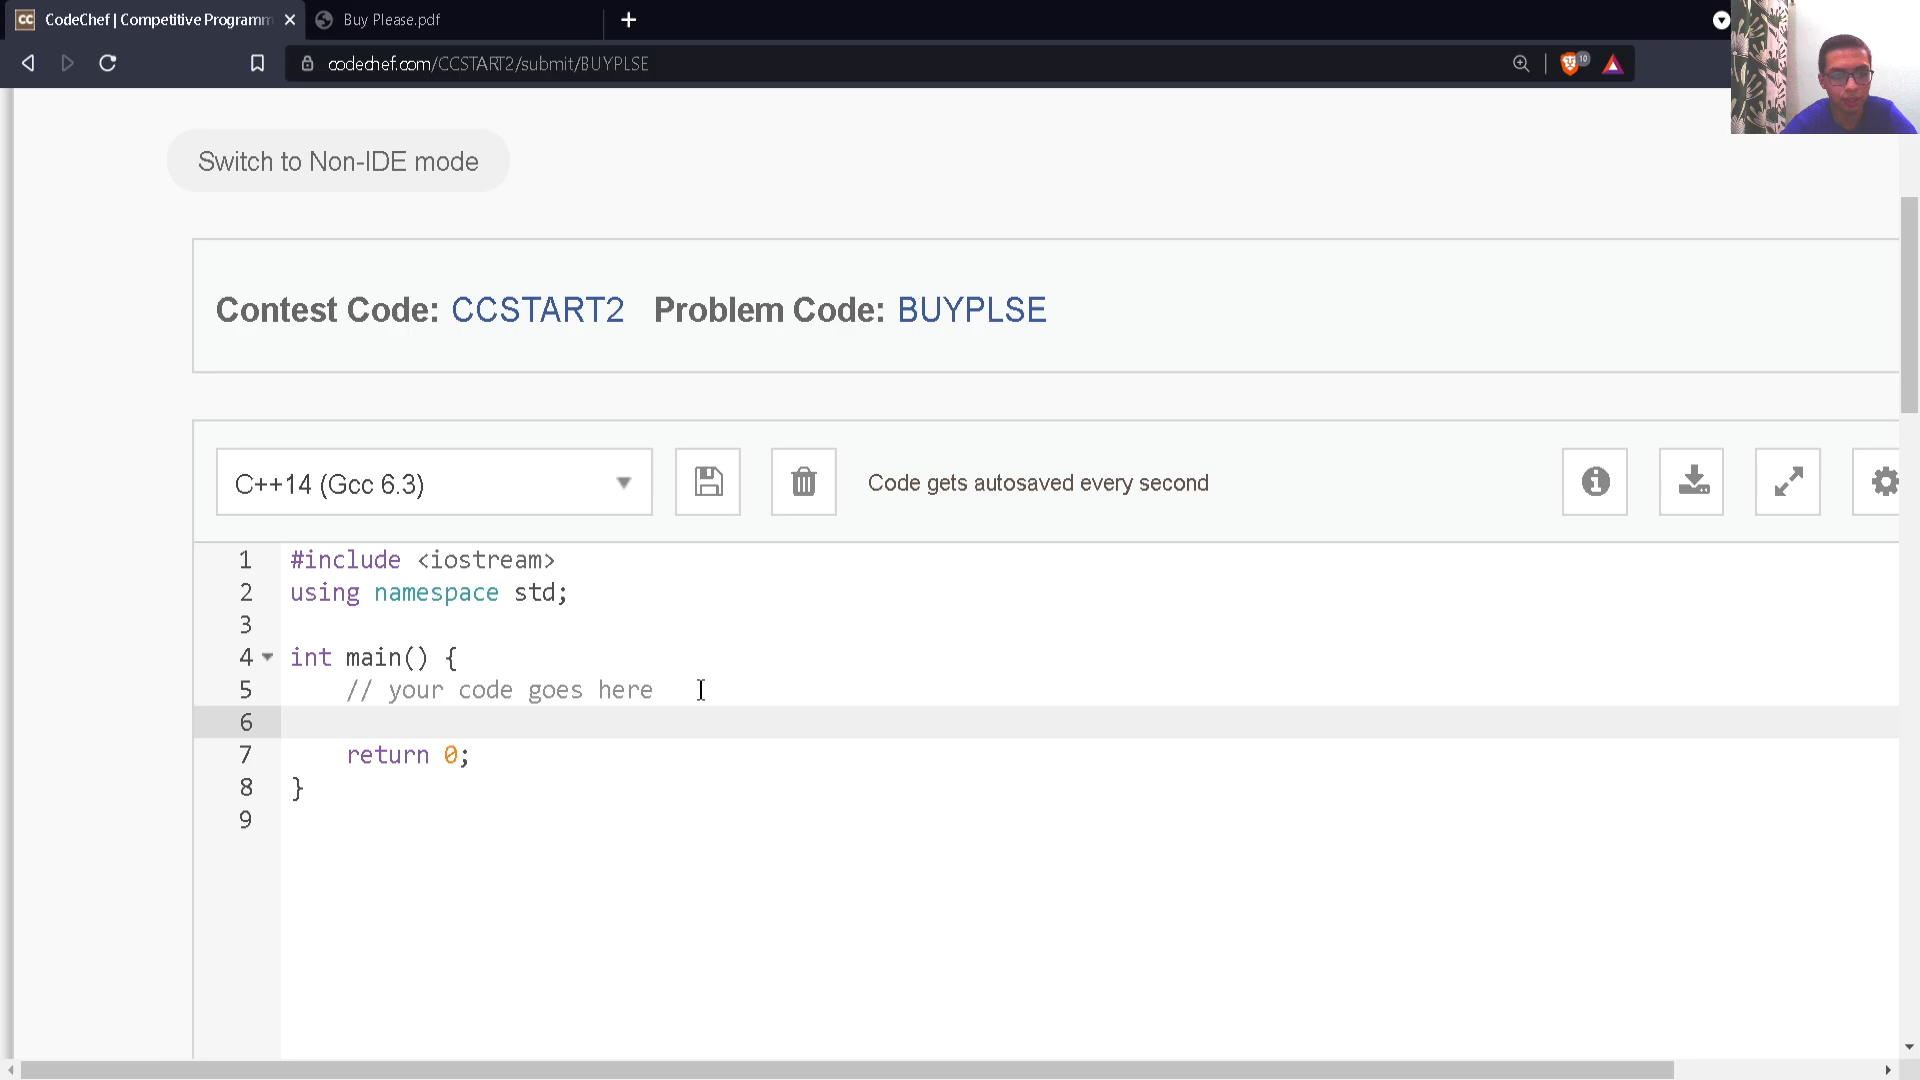 CC CodeChef | Competitive Programm
Buy Please.pdf
codechef.com/CCSTART2/submit/BUYPLSE
10
Switch to Non-IDE mode
Contest Code: CCSTART2 Problem Code: BUYPLSE
C++14 (Gcc 6.3)
Code gets autosaved every second
1 #include <iostream>
2 using namespace std;
3
4 int main() {
5 // your code goes here
6
7 return 0;
8 }
9